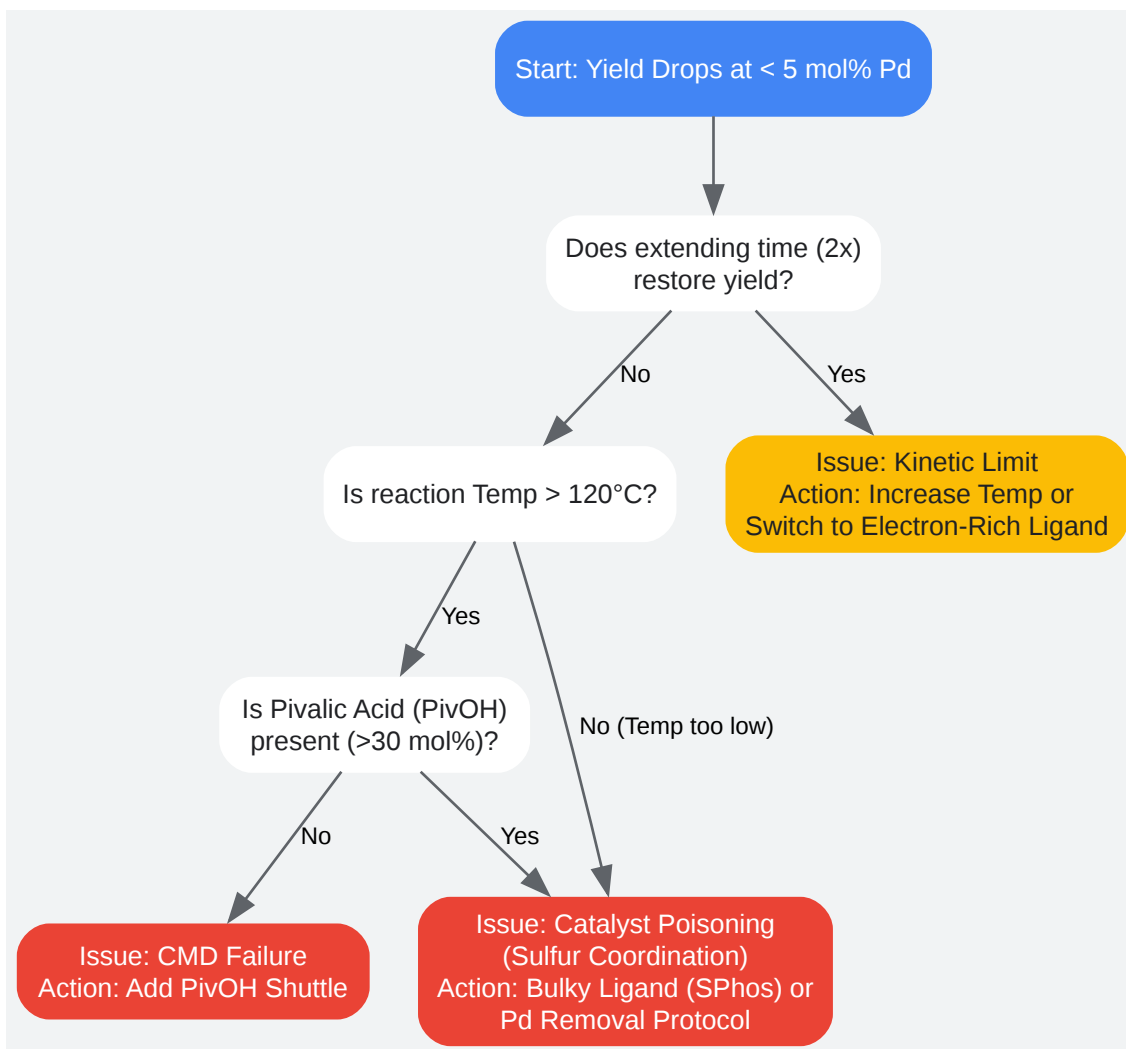 Start: Yield Drops at < 5 mol% Pd
Does extending time (2x)
restore yield?
No
Yes
Issue: Kinetic Limit
Action: Increase Temp or
Switch to Electron-Rich Ligand
Is reaction Temp > 120°C?
Yes
No (Temp too low)
Is Pivalic Acid (PivOH)
present (>30 mol%)?
No
Yes
Issue: CMD Failure
Action: Add PivOH Shuttle
Issue: Catalyst Poisoning
(Sulfur Coordination)
Action: Bulky Ligand (SPhos) or
Pd Removal Protocol